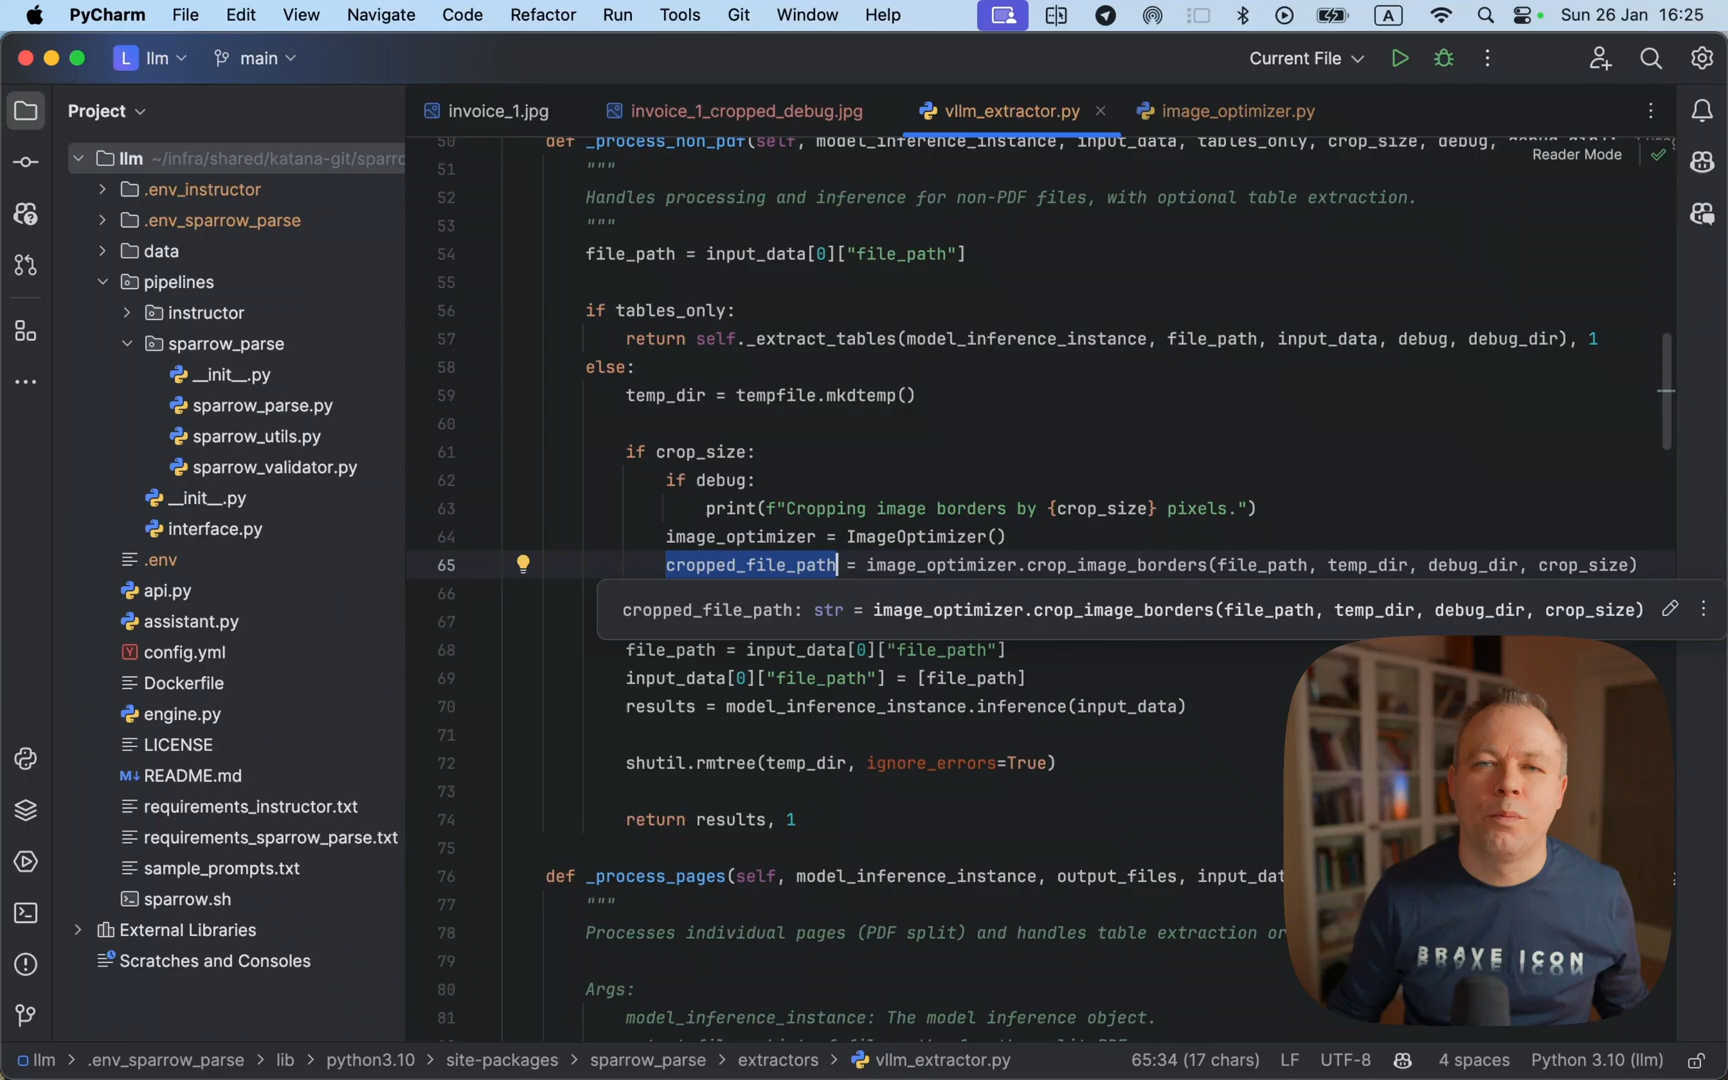 PyCharm File Edit View Navigate Code Refactor Run Tools Git Window Help A Sun 26 Jan 16:25
L llm main Current File
Project
invoice_1.jpg invoice_1_cropped_debug.jpg vllm_extractor.py image_optimizer.py
Reader Mode
llm ~/infra/shared/katana-git/sparro
.env_instructor
.env_sparrow_parse
data
pipelines
instructor
sparrow_parse
__init__.py
sparrow_parse.py
sparrow_utils.py
sparrow_validator.py
__init__.py
interface.py
.env
api.py
assistant.py
config.yml
Dockerfile
engine.py
LICENSE
README.md
requirements_instructor.txt
requirements_sparrow_parse.txt
sample_prompts.txt
sparrow.sh
External Libraries
Scratches and Consoles
50 def _process_non_pdf(self, model_inference_instance, input_data, tables_only, crop_size, debug, debug_dir):
51 """
52 Handles processing and inference for non-PDF files, with optional table extraction.
53 """
54 file_path = input_data[0]["file_path"]
55
56 if tables_only:
57 return self._extract_tables(model_inference_instance, file_path, input_data, debug, debug_dir), 1
58 else:
59 temp_dir = tempfile.mkdtemp()
60
61 if crop_size:
62 if debug:
63 print(f"Cropping image borders by {crop_size} pixels.")
64 image_optimizer = ImageOptimizer()
65 cropped_file_path = image_optimizer.crop_image_borders(file_path, temp_dir, debug_dir, crop_size)
66
cropped_file_path: str = image_optimizer.crop_image_borders(file_path, temp_dir, debug_dir, crop_size)
67
68 file_path = input_data[0]["file_path"]
69 input_data[0]["file_path"] = [file_path]
70 results = model_inference_instance.inference(input_data)
71
72 shutil.rmtree(temp_dir, ignore_errors=True)
73
74 return results, 1
75
76 def _process_pages(self, model_inference_instance, output_files, input_dat
77 """
78 Processes individual pages (PDF split) and handles table extraction or
79
80 Args:
81 model_inference_instance: The model inference object.
BRAVE ICON
llm > .env_sparrow_parse > lib > python3.10 > site-packages > sparrow_parse > extractors > vllm_extractor.py 65:34 (17 chars) LF UTF-8 4 spaces Python 3.10 (llm)